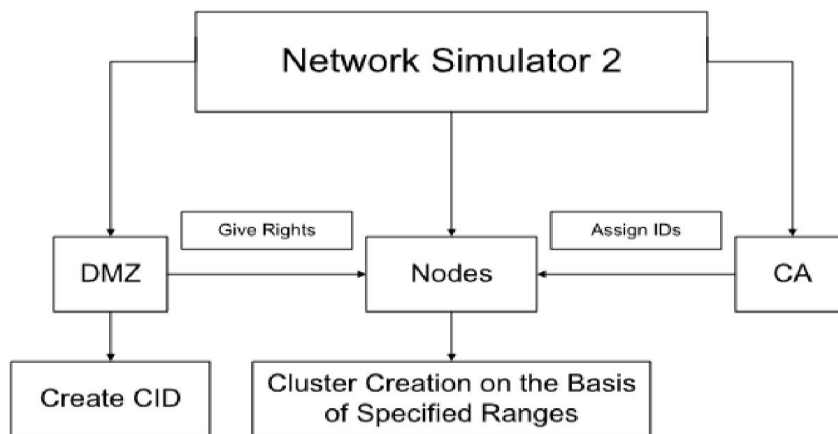 Network Simulator 2
Give Rights
Assign IDs
DMZ
Nodes
CA
Create CID
Cluster Creation on the Basis
of Specified Ranges